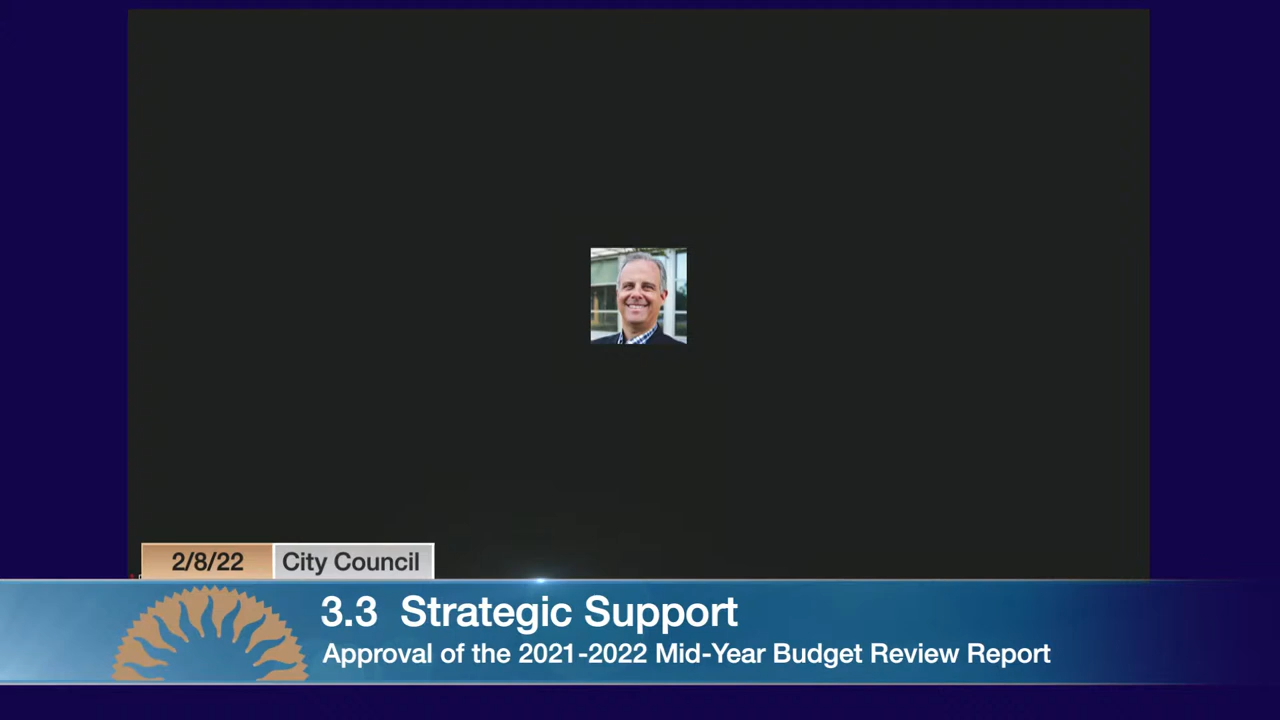 2/8/22 City Council
3.3 Strategic Support
Approval of the 2021-2022 Mid-Year Budget Review Report